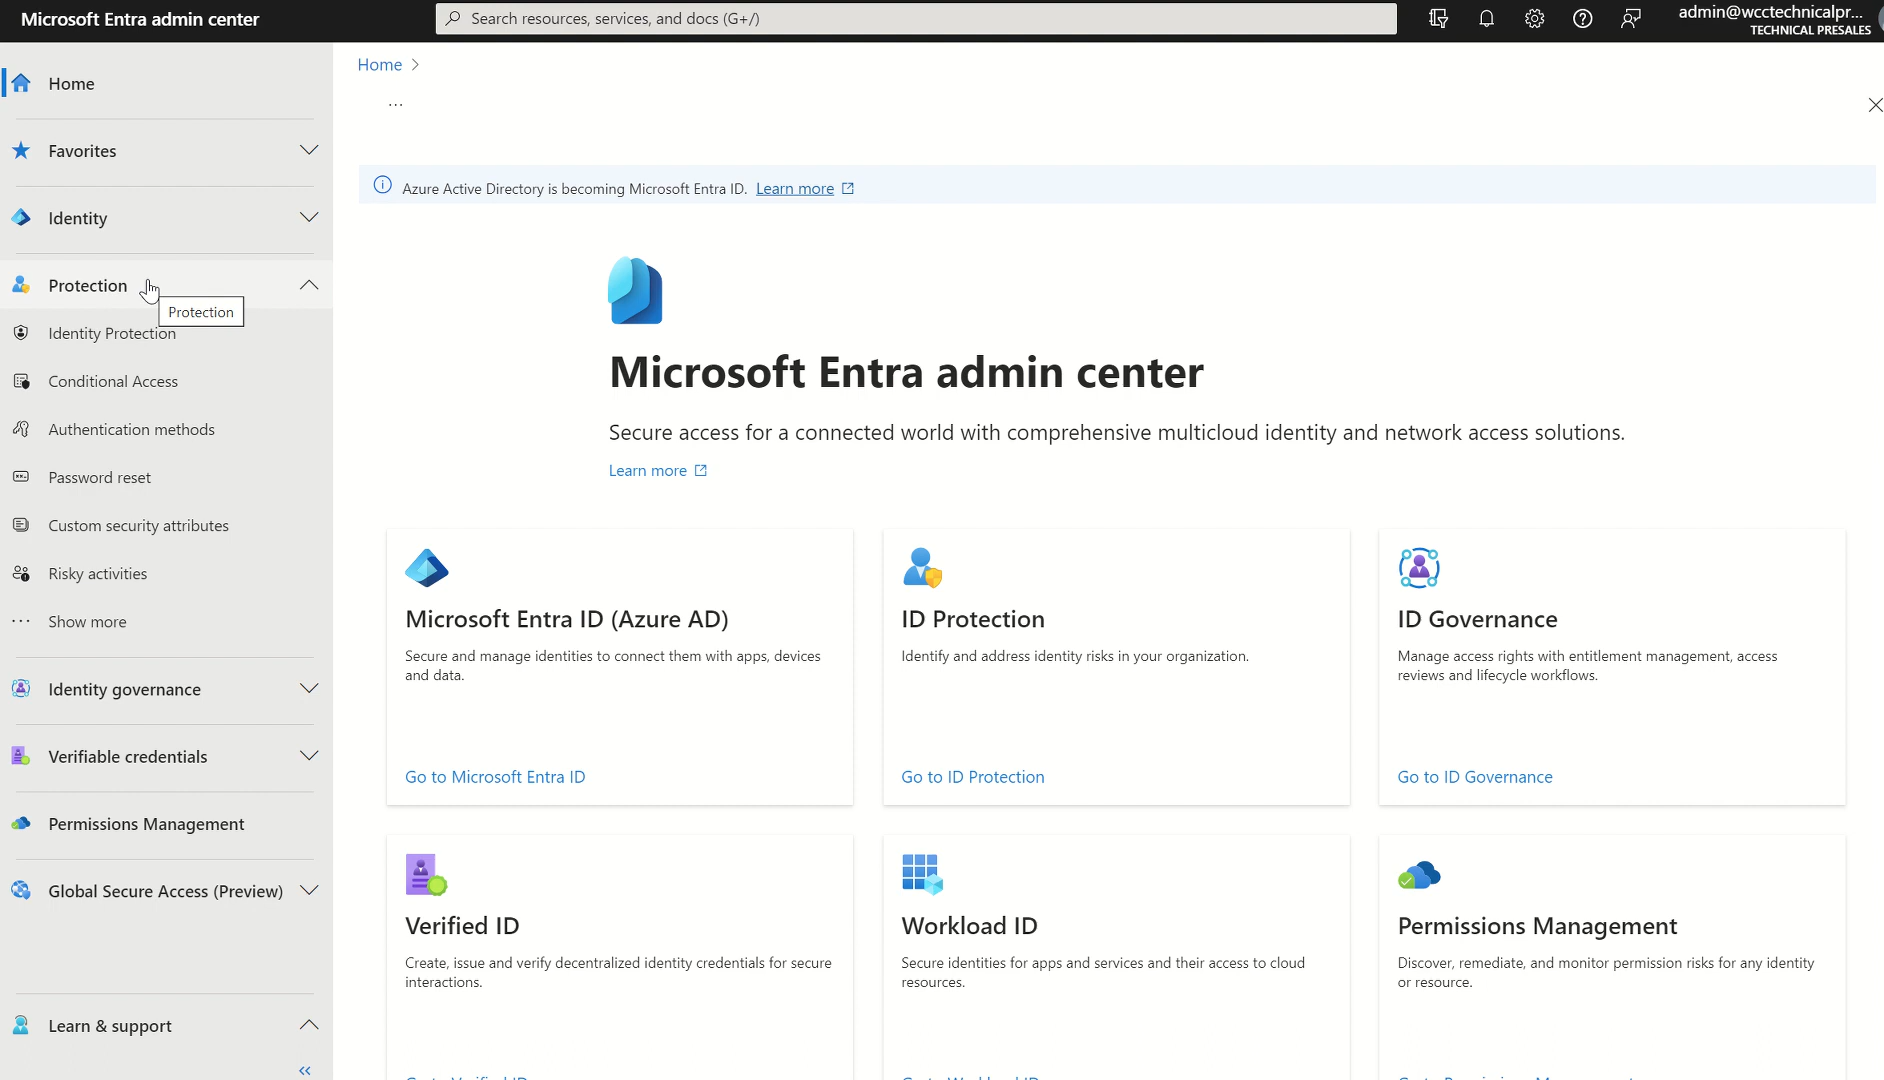 Microsoft Entra admin center
Search resources, services, and docs (G+/)
admin@wcctechnicalpr...
TECHNICAL PRESALES
Home
Favorites
Identity
Protection
Protection
Identity Protection
Conditional Access
Authentication methods
Password reset
Custom security attributes
Risky activities
Show more
Identity governance
Verifiable credentials
Permissions Management
Global Secure Access (Preview)
Learn & support
Home
...
Azure Active Directory is becoming Microsoft Entra ID. Learn more
Microsoft Entra admin center
Secure access for a connected world with comprehensive multicloud identity and network access solutions.
Learn more
Microsoft Entra ID (Azure AD)
Secure and manage identities to connect them with apps, devices
and data.
Go to Microsoft Entra ID
ID Protection
Identify and address identity risks in your organization.
Go to ID Protection
ID Governance
Manage access rights with entitlement management, access
reviews and lifecycle workflows.
Go to ID Governance
Verified ID
Create, issue and verify decentralized identity credentials for secure
interactions.
Workload ID
Secure identities for apps and services and their access to cloud
resources.
Permissions Management
Discover, remediate, and monitor permission risks for any identity
or resource.